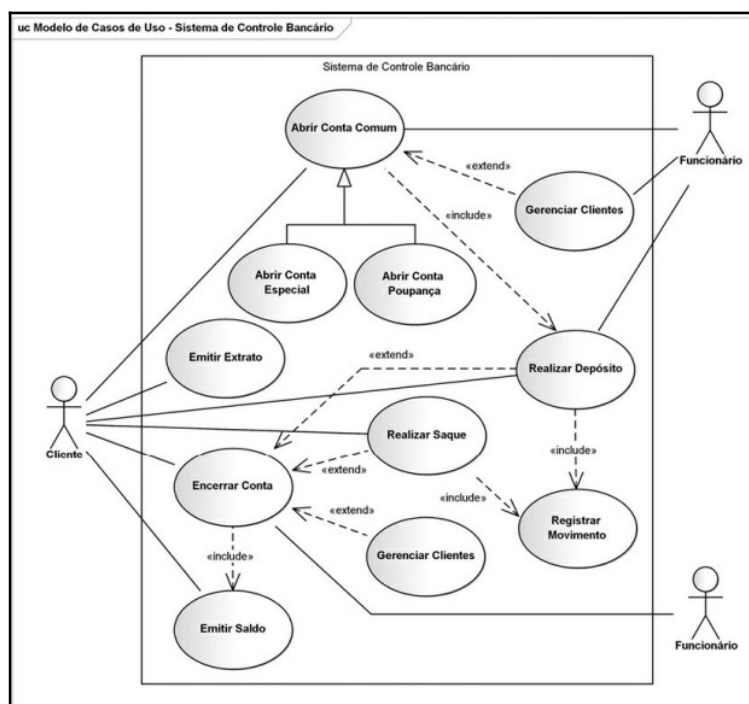 uc Modelo de Casos de Uso - Sistema de Controle Bancário
Sistema de Controle Bancário
Abrir Conta Comum
Funcionário
«extend»
Gerenciar Clientes
«include»
Abrir Conta
Especial
Abrir Conta
Poupança
Emitir Extrato
«extend»
Realizar Depósito
Cliente
Realizar Saque
«extend»
«include»
Encerrar Conta
«include»
«extend»
Registrar
Movimento
«include»
Gerenciar Clientes
Emitir Saldo
Funcionário